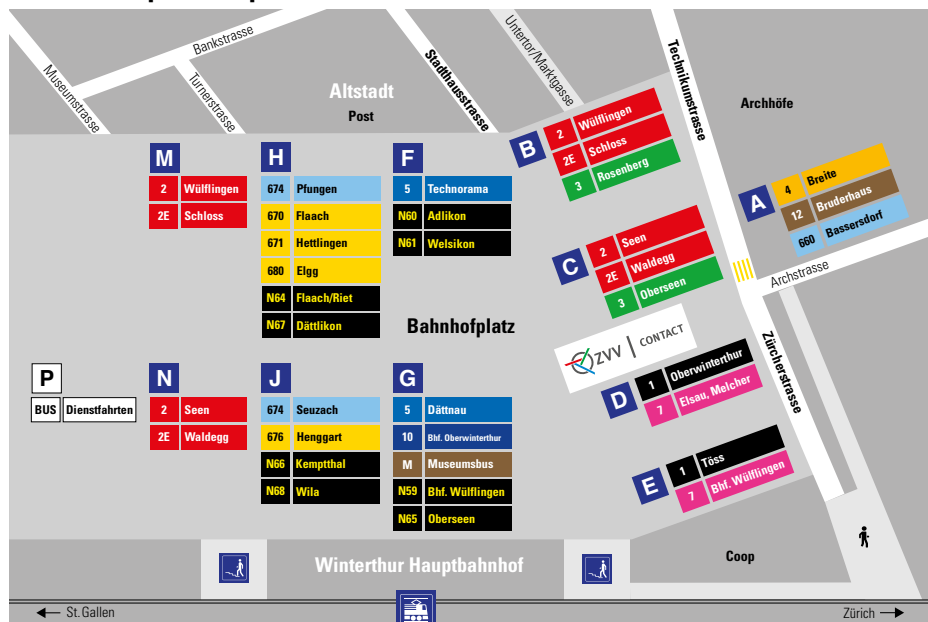 Bankstrasse
Museumstrasse
Turnerstrasse
Altstadt
Post
Stadthausstrasse
Untertor/Marktgasse
Technikumstrasse
Archhöfe
M
2 Wülflingen
2E Schloss
H
674 Pfungen
670 Flaach
671 Hettlingen
680 Elgg
N64 Flaach/Riet
N67 Dättlikon
F
5 Technorama
N60 Adlikon
N61 Welsikon
B
2 Wülflingen
2E Schloss
3 Rosenberg
A
4 Breite
12 Bruderhaus
660 Bassersdorf
C
2 Seen
2E Waldegg
3 Oberseen
Archstrasse
Bahnhofplatz
ZVV | CONTACT
Zürcherstrasse
P
BUS Dienstfahrten
N
2 Seen
2E Waldegg
J
674 Seuzach
676 Henggart
N66 Kemptthal
N68 Wila
G
5 Dättnau
10 Bhf. Oberwinterthur
M Museumsbus
N59 Bhf. Wülflingen
N65 Oberseen
D
1 Oberwinterthur
7 Elsau, Melcher
E
1 Töss
7 Bhf. Wülflingen
Winterthur Hauptbahnhof
Coop
St. Gallen
Zürich